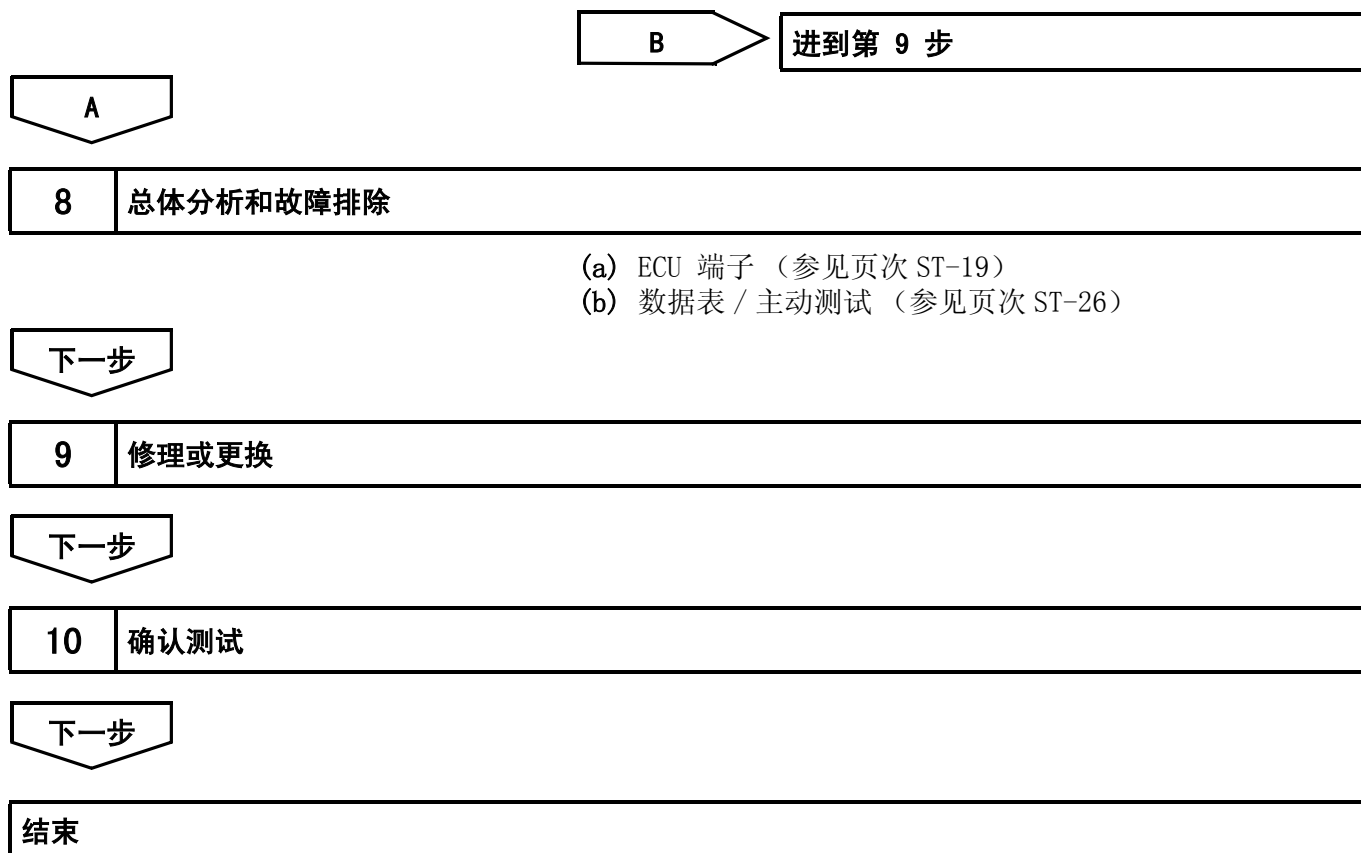 B 进到第 9 步
A
8 总体分析和故障排除
(a) ECU 端子 （参见页次 ST-19）
(b) 数据表 / 主动测试 （参见页次 ST-26）
下一步
9 修理或更换
下一步
10 确认测试
下一步
结束